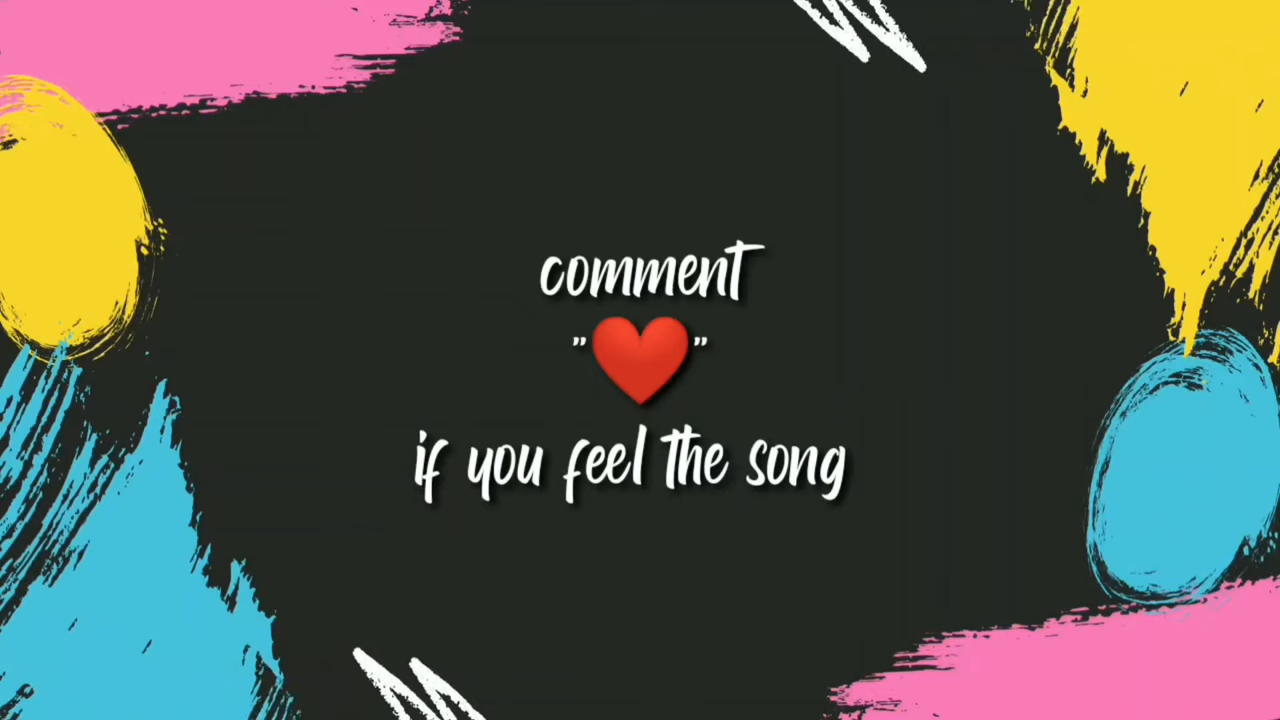 comment
"❤️"
if you feel the song